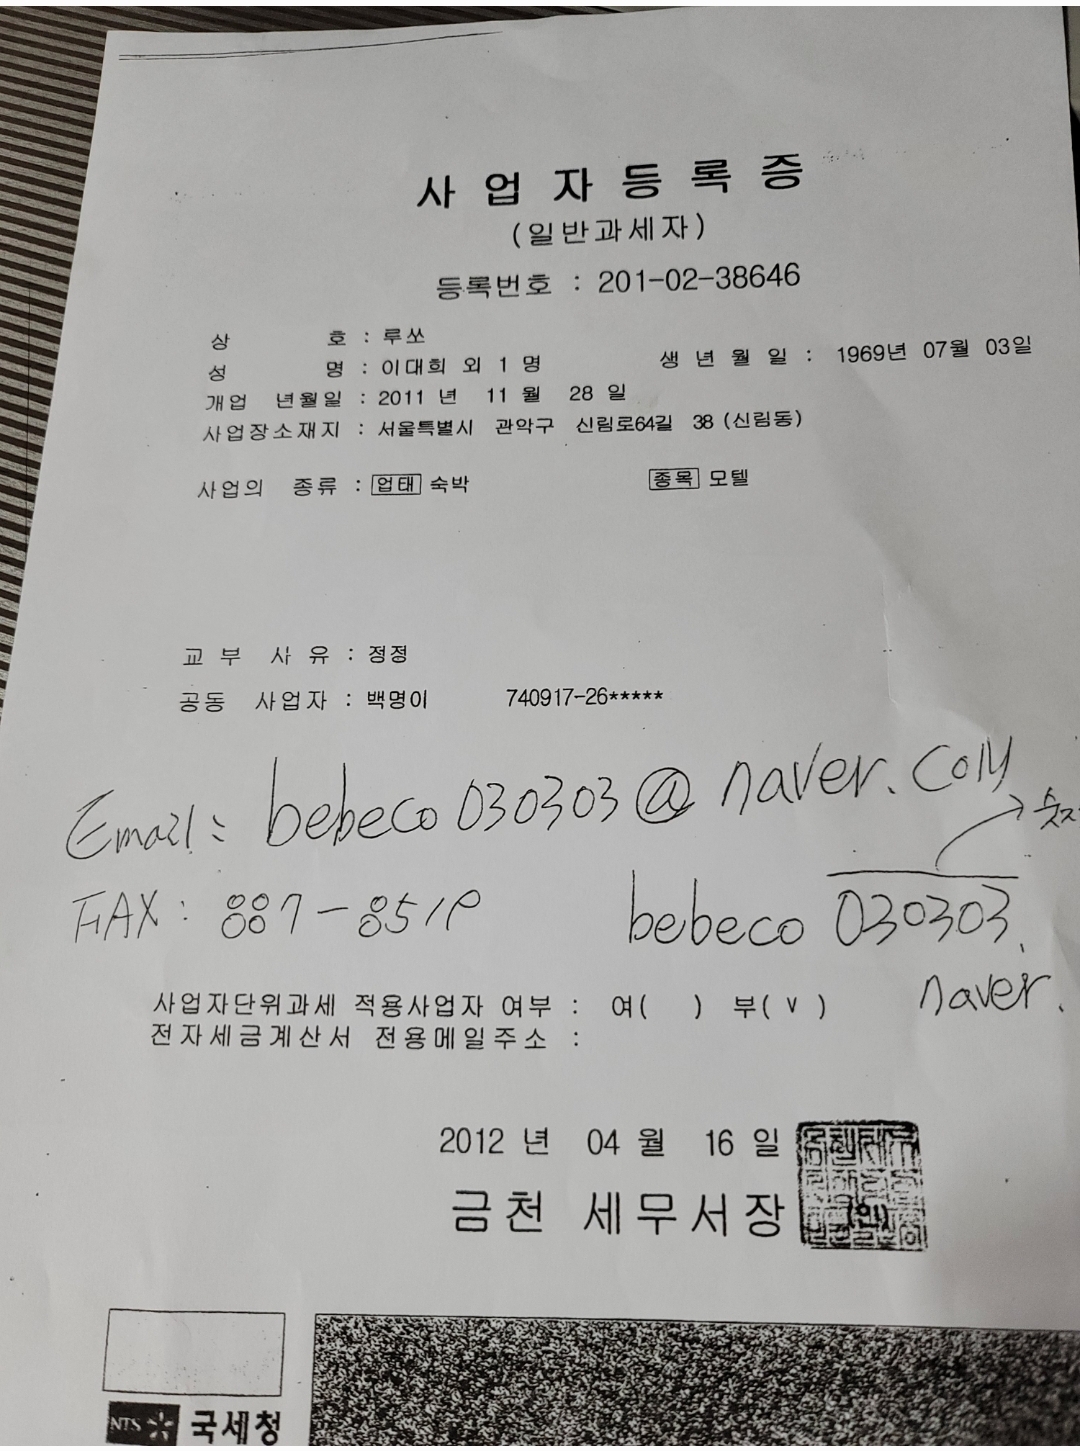 사업자등록증
(일반과세자)
등록번호 : 201-02-38646
상 호 : 루쏘
성 명 : 이대희 외 1 명 생 년 월 일 : 1969년 07월 03일
개업 년월일 : 2011 년 11 월 28 일
사업장소재지 : 서울특별시 관악구 신림로64길 38 (신림동)
사업의 종류 : 업태 숙박 종목 모텔
교 부 사 유 : 정정
공동 사업자 : 백명이 740917-26*****
Email: bebeco030303@naver.com
숫자
FAX: 887-8519 bebeco 030303.
naver.
사업자단위과세 적용사업자 여부 : 여( ) 부( v )
전자세금계산서 전용메일주소 :
2012 년 04 월 16 일
금천 세무서장
(인)
NTS 국세청